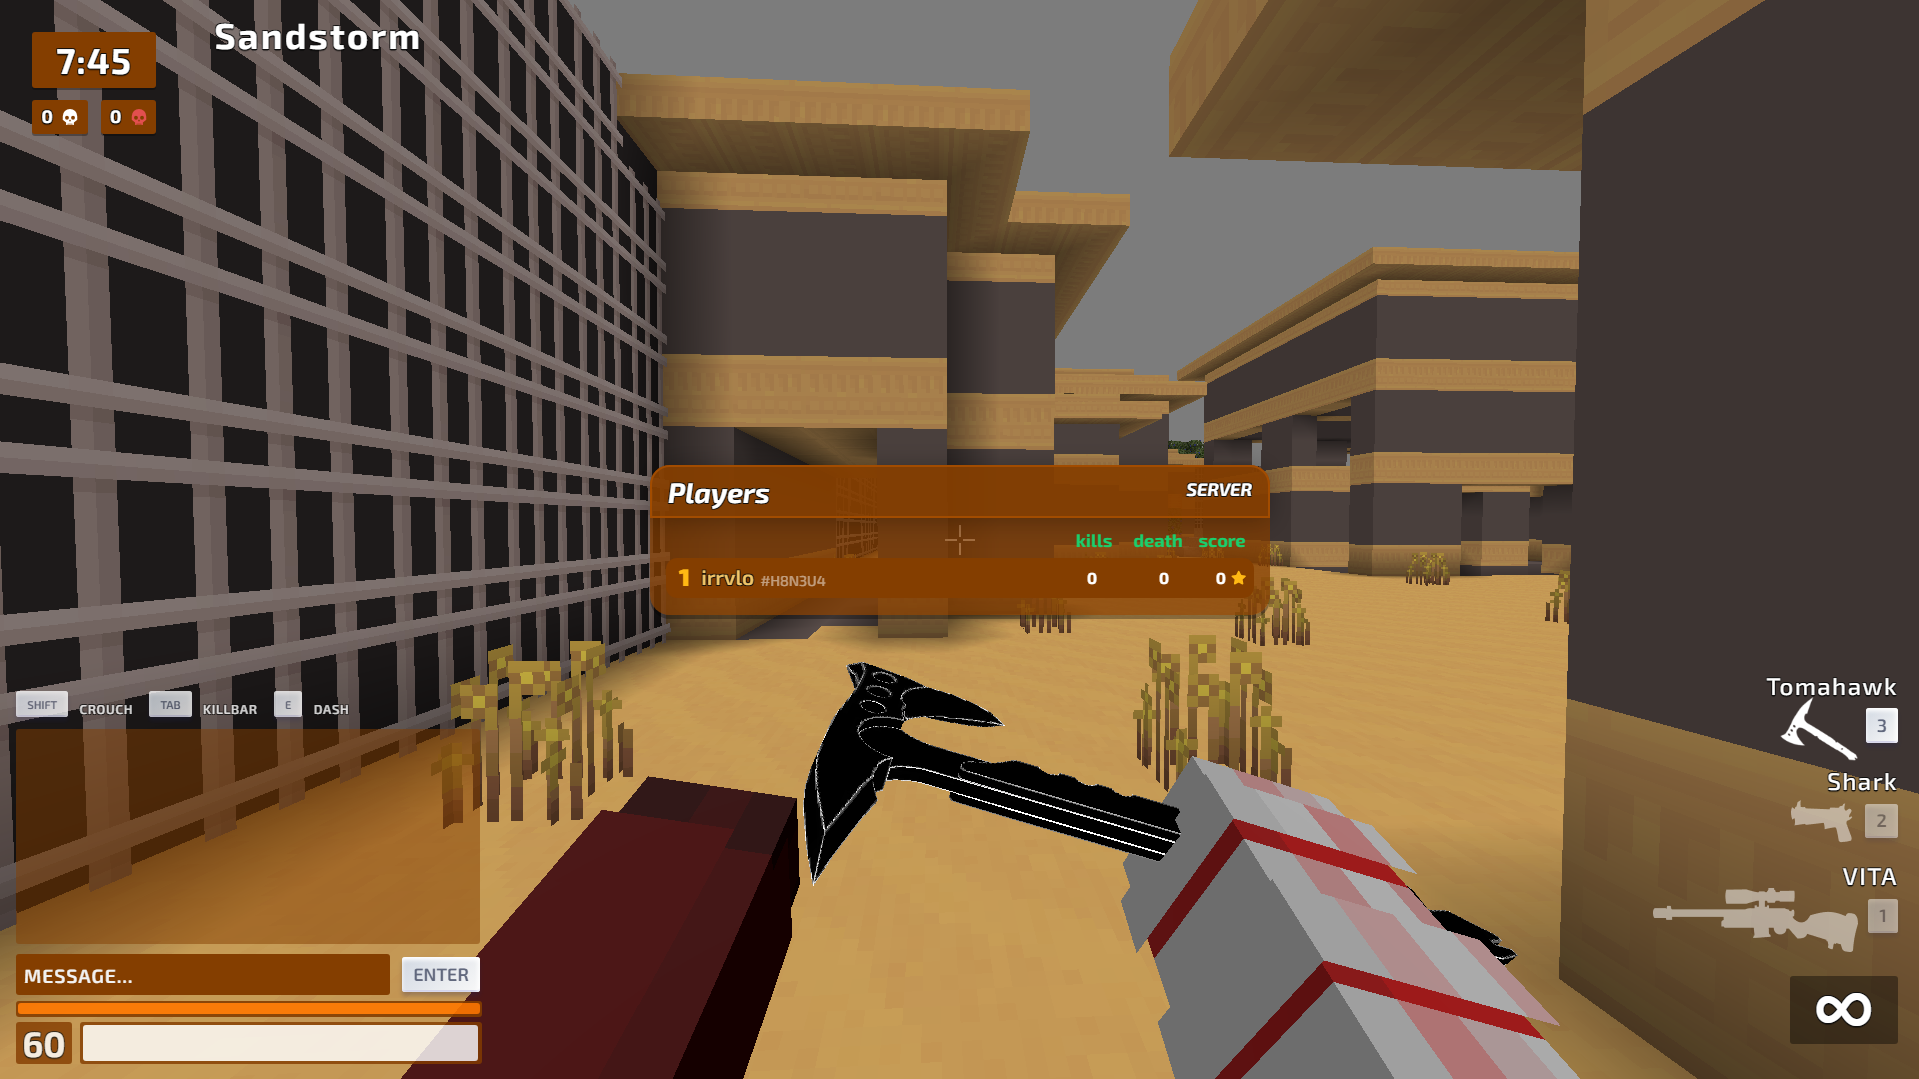 Sandstorm
7:45
0 0
Players SERVER
kills death score
1 irrvlo #H8N3U4 0 0 0
SHIFT CROUCH TAB KILLBAR E DASH
Tomahawk
3
Shark
2
VITA
1
MESSAGE... ENTER
60
∞